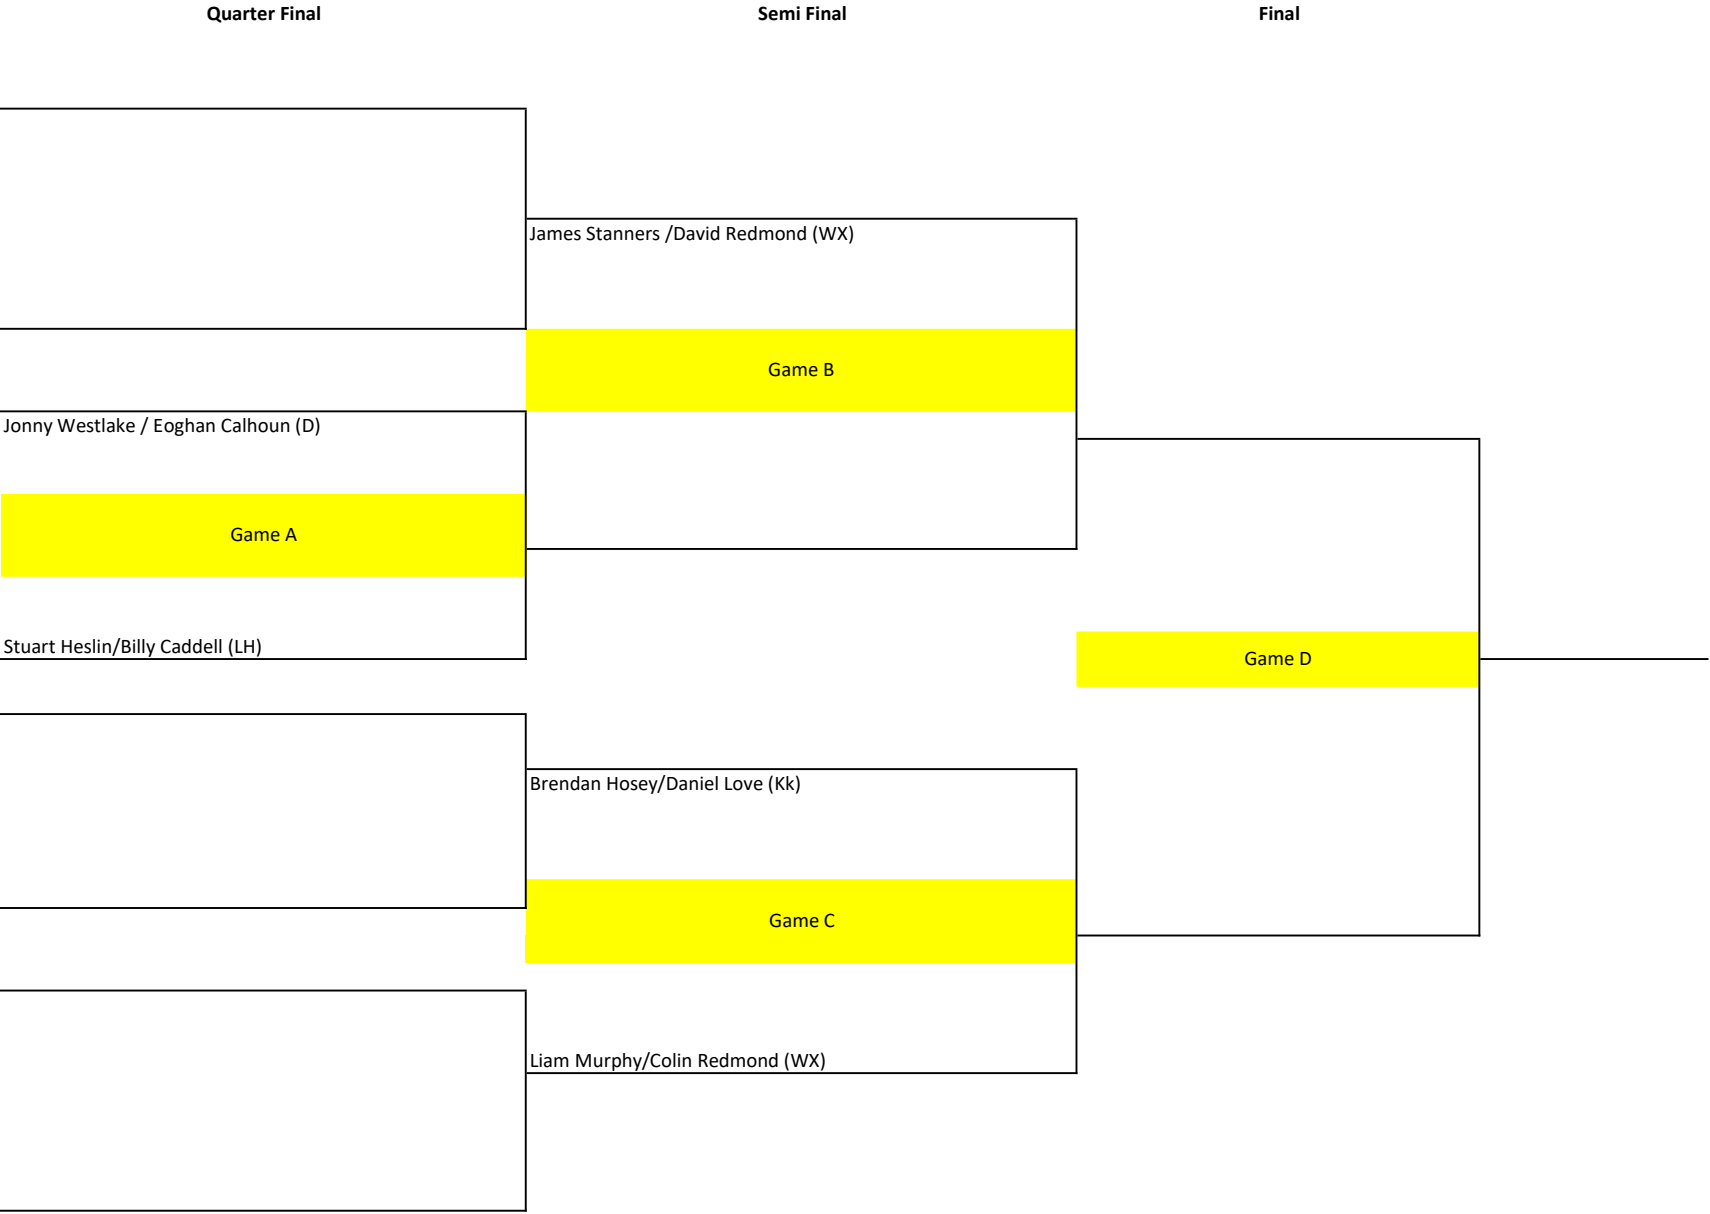 Quarter Final
Semi Final
Final
James Stanners /David Redmond (WX)
Game B
Jonny Westlake / Eoghan Calhoun (D)
Game A
Stuart Heslin/Billy Caddell (LH)
Game D
Brendan Hosey/Daniel Love (Kk)
Game C
Liam Murphy/Colin Redmond (WX)